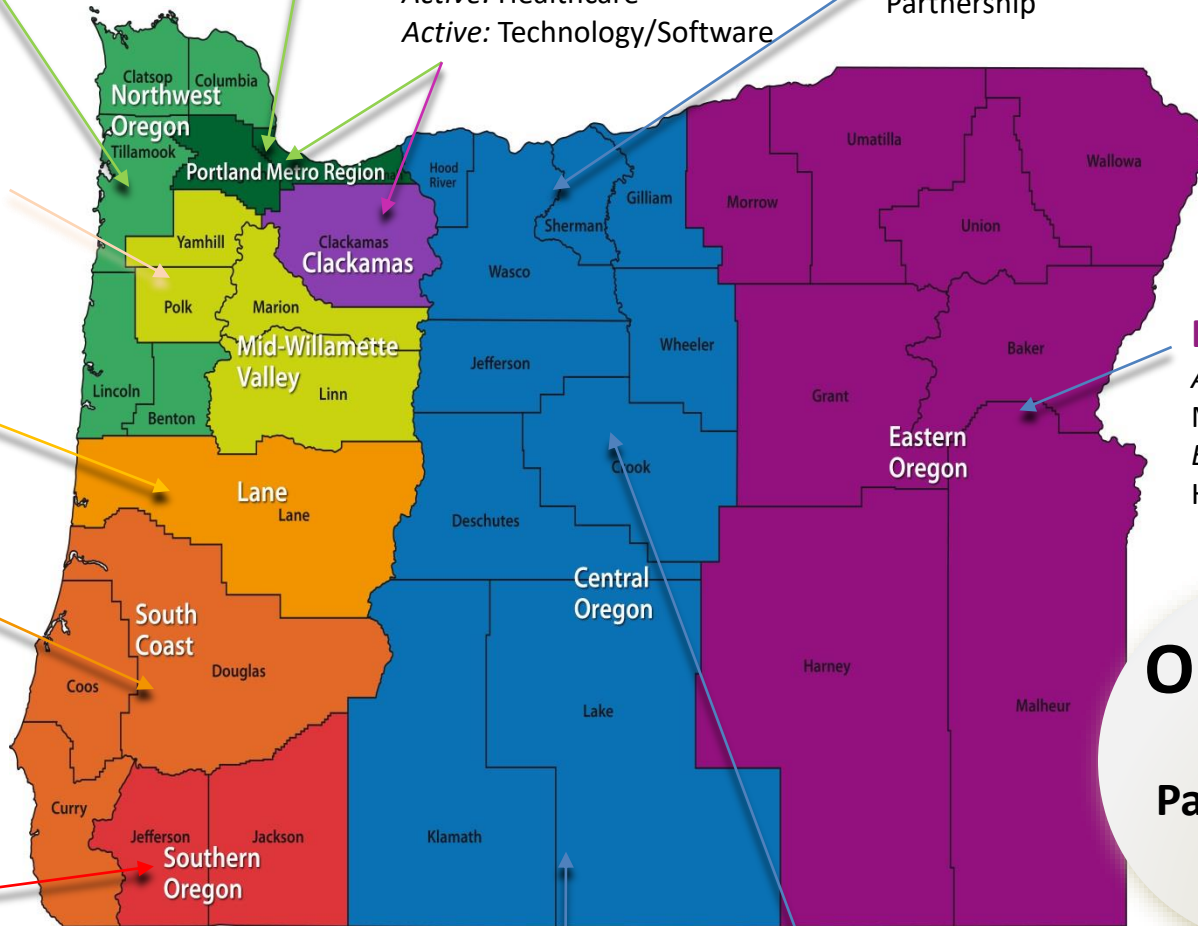 Active: Healthcare
Active: Technology/Software
Partnership
Clatsop
Columbia
Northwest
Oregon
Tillamook
Portland Metro Region
Hood
River
Gilliam
Umatilla
Wallowa
Morrow
Union
Sherman
Yamhill
Clackamas
Clackamas
Wasco
Polk
Marion
Mid-Willamette
Valley
Linn
Jefferson
Wheeler
Grant
Baker
Lincoln
Benton
Eastern
Oregon
Lane
Lane
Crook
Deschutes
Central
Oregon
South
Coast
Douglas
Coos
Lake
Harney
Malheur
O
Pa
Curry
Jefferson
Jackson
Southern
Oregon
Klamath